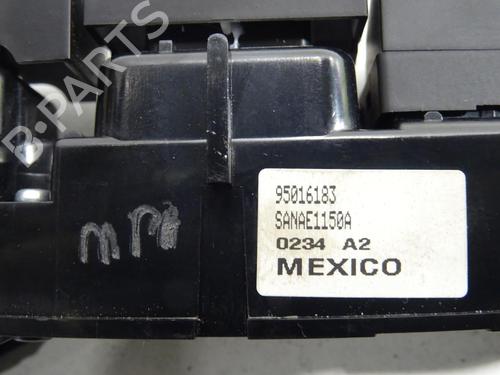 B-PARTS
95016183
SANAE1150A
0234 A2
MEXICO